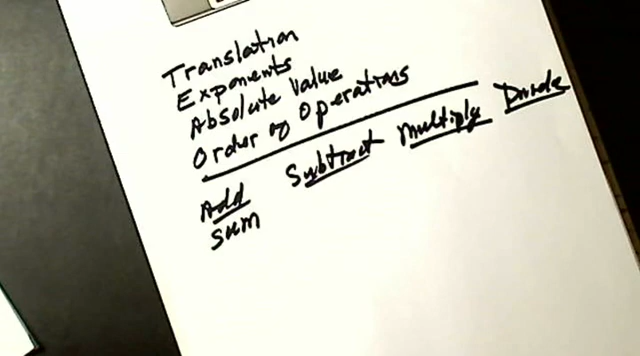 Translation
Exponents
Absolute Value
Order of Operations
Add Subtract Multiply Divide
Sum